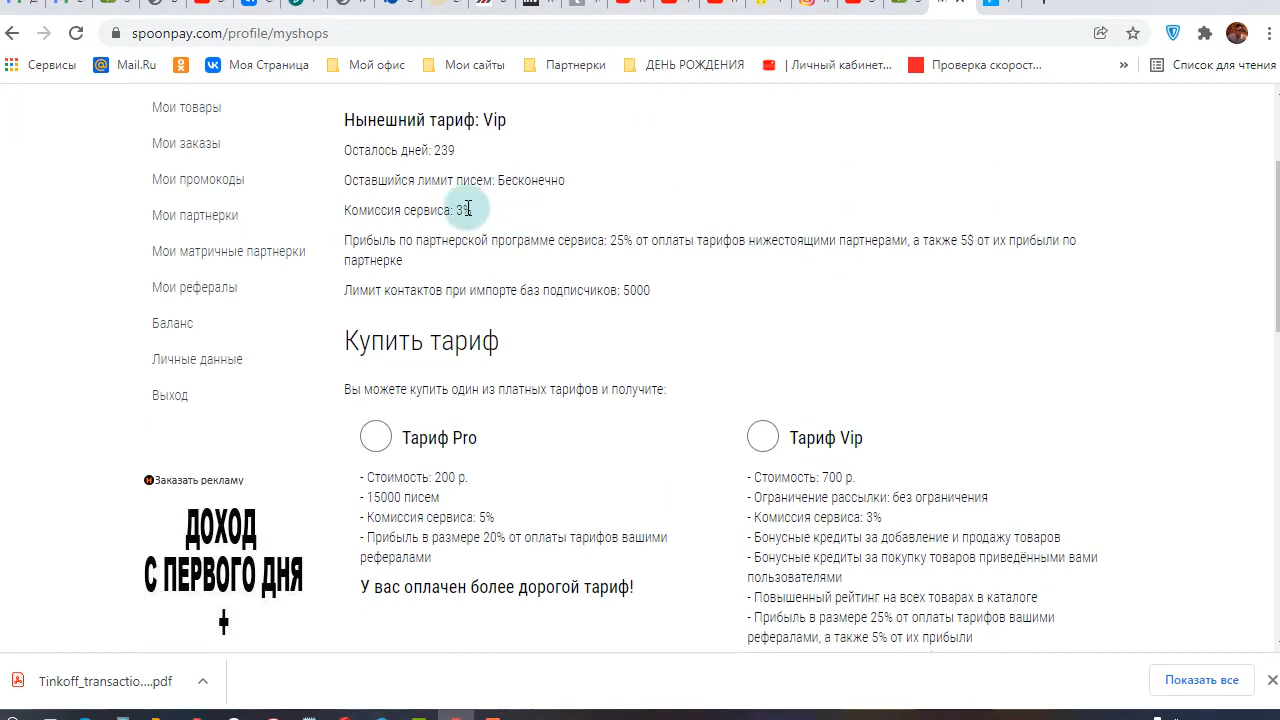 spoonpay.com/profile/myshops
Сервисы
Mail.Ru
Моя Страница
Мой офис
Мои сайты
Партнерки
ДЕНЬ РОЖДЕНИЯ
| Личный кабинет...
Проверка скорост...
»
Список для чтения
Мои товары
Мои заказы
Мои промокоды
Мои партнерки
Мои матричные партнерки
Мои рефералы
Баланс
Личные данные
Выход
Заказать рекламу
ДОХОД
С ПЕРВОГО ДНЯ
+
Нынешний тариф: Vip
Осталось дней: 239
Оставшийся лимит писем: Бесконечно
Комиссия сервиса: 3%
Прибыль по партнерской программе сервиса: 25% от оплаты тарифов нижестоящими партнерами, а также 5$ от их прибыли по
партнерке
Лимит контактов при импорте баз подписчиков: 5000
Купить тариф
Вы можете купить один из платных тарифов и получите:
Тариф Pro
- Стоимость: 200 р.
- 15000 писем
- Комиссия сервиса: 5%
- Прибыль в размере 20% от оплаты тарифов вашими
рефералами
У вас оплачен более дорогой тариф!
Тариф Vip
- Стоимость: 700 р.
- Ограничение рассылки: без ограничения
- Комиссия сервиса: 3%
- Бонусные кредиты за добавление и продажу товаров
- Бонусные кредиты за покупку товаров приведёнными вами
пользователями
- Повышенный рейтинг на всех товарах в каталоге
- Прибыль в размере 25% от оплаты тарифов вашими
рефералами, а также 5% от их прибыли
Tinkoff_transactio....pdf
Показать все